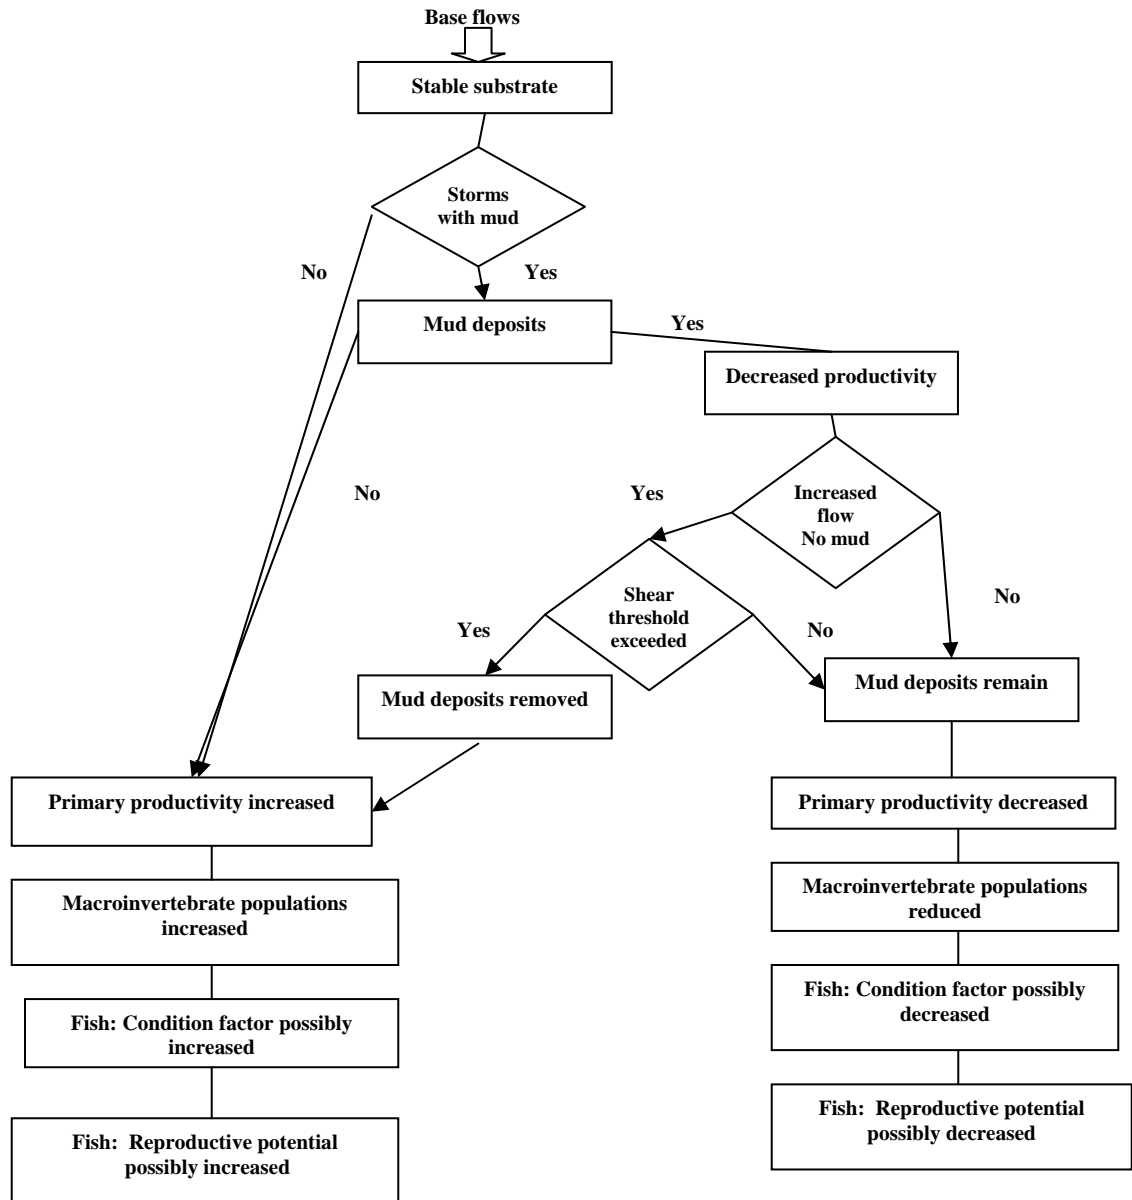 Base flows
Stable substrate
Storms
with mud
No
Yes
Mud deposits
Yes
Decreased productivity
No
Yes
Increased
flow
No mud
Shear
threshold
exceeded
No
Yes
No
Mud deposits remain
Mud deposits removed
Primary productivity increased
Primary productivity decreased
Macroinvertebrate populations
increased
Macroinvertebrate populations
reduced
Fish: Condition factor possibly
increased
Fish: Condition factor possibly
decreased
Fish:  Reproductive potential
possibly increased
Fish:  Reproductive potential
possibly decreased